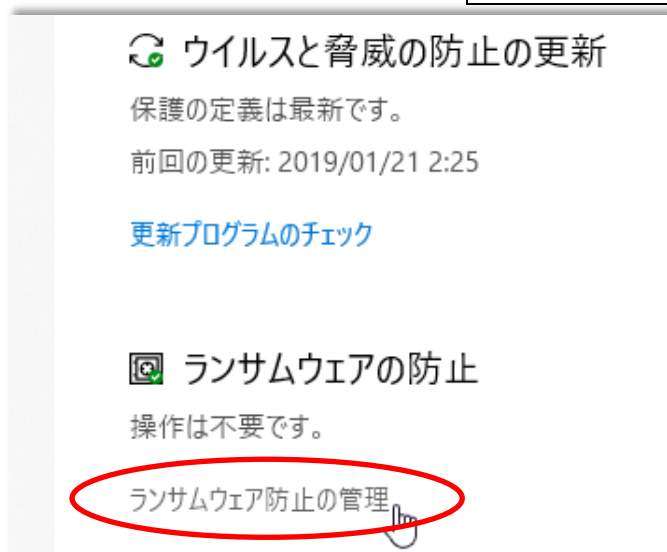 ウイルスと脅威の防止の更新
保護の定義は最新です。
前回の更新: 2019/01/21 2:25
更新プログラムのチェック
ランサムウェアの防止
操作は不要です。
ランサムウェア防止の管理